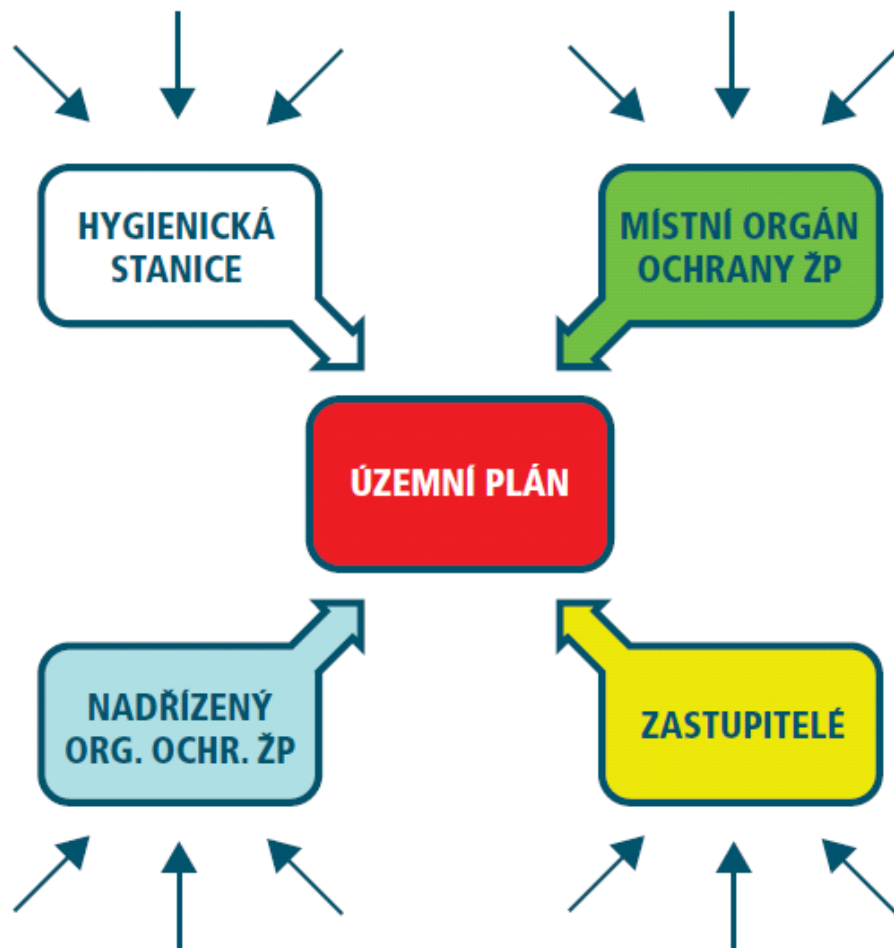 HYGIENICKÁ
STANICE
MÍSTNÍ ORGÁN
OCHRANY ŽP
ÚZEMNÍ PLÁN
NADŘÍZENÝ
ORG. OCHR. ŽP
ZASTUPITELÉ